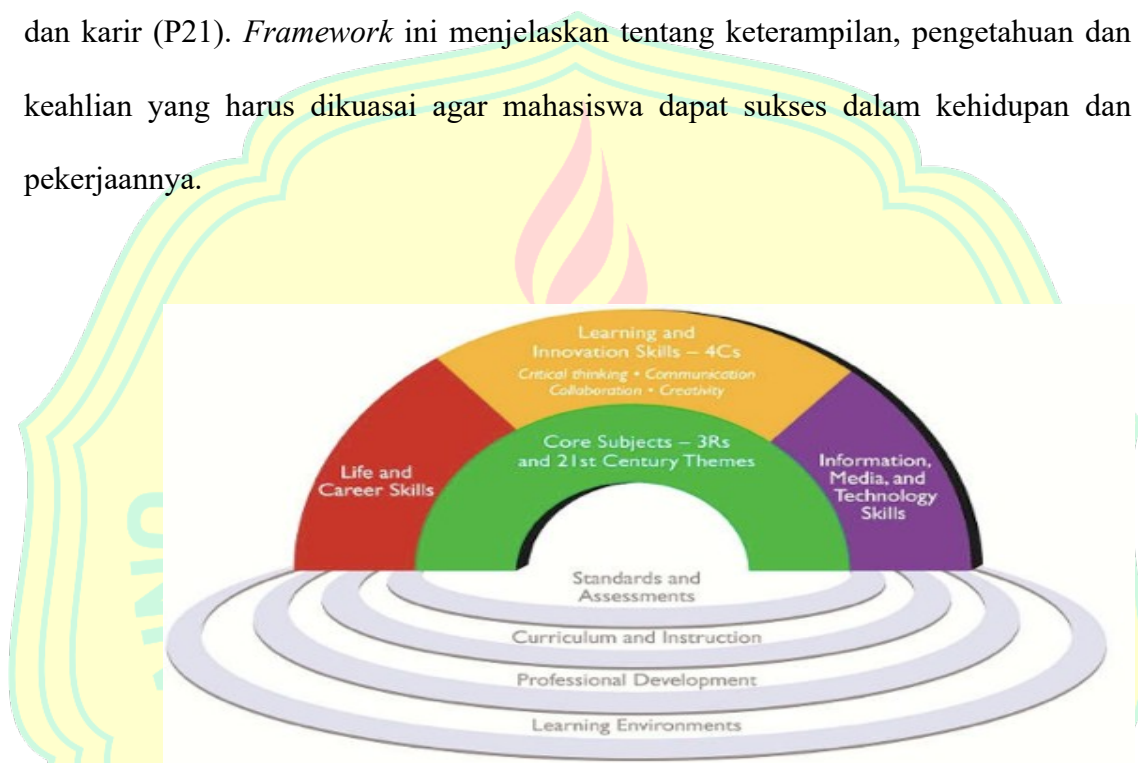 dan karir (P21). Framework ini menjelaskan tentang keterampilan, pengetahuan dan
keahlian yang harus dikuasai agar mahasiswa dapat sukses dalam kehidupan dan
pekerjaannya.
Learning and
Innovation Skills – 4Cs
Critical thinking • Communication
Collaboration • Creativity
Core Subjects – 3Rs
and 21st Century Themes
Life and
Career Skills
Information,
Media, and
Technology
Skills
Standards and
Assessments
Curriculum and Instruction
Professional Development
Learning Environments